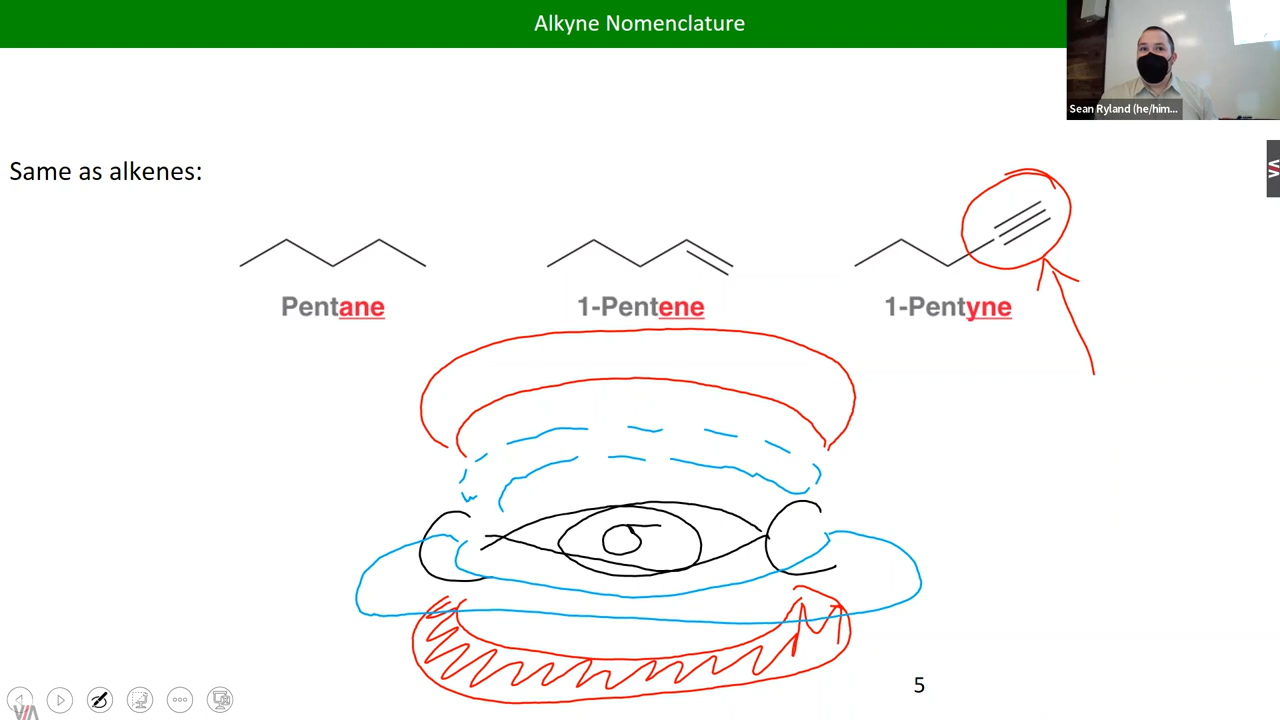 Alkyne Nomenclature
Sean Ryland (he/him...
Same as alkenes:
Pentane
1-Pentene
1-Pentyne
C
σ
C
5